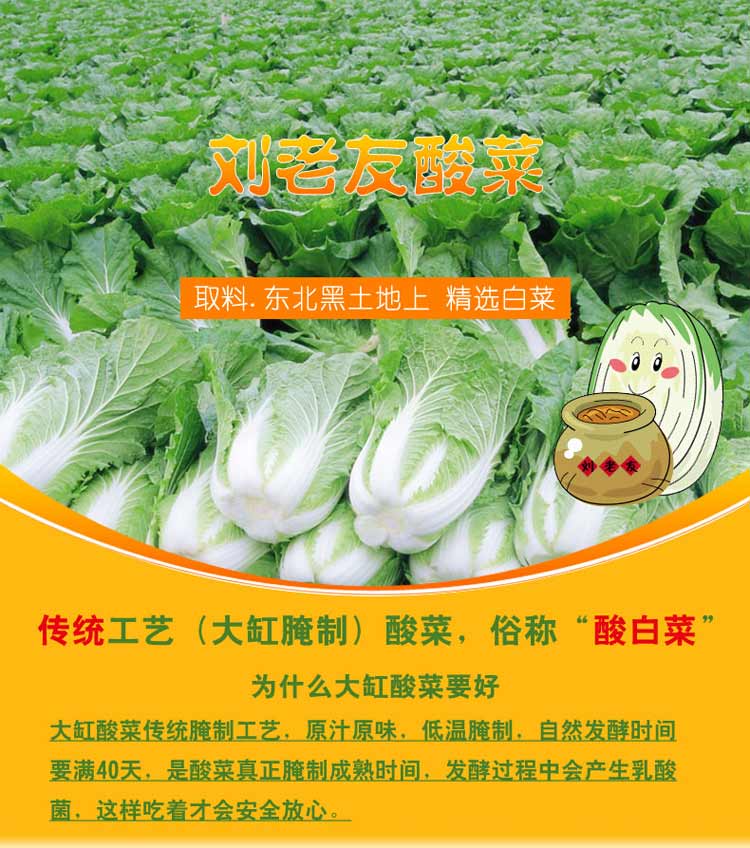 刘老友酸菜
取料.东北黑土地上 精选白菜
刘老友
传统工艺（大缸腌制）酸菜，俗称“酸白菜”
为什么大缸酸菜要好
大缸酸菜传统腌制工艺，原汁原味，低温腌制，自然发酵时间
要满40天，是酸菜真正腌制成熟时间，发酵过程中会产生乳酸
菌，这样吃着才会安全放心。